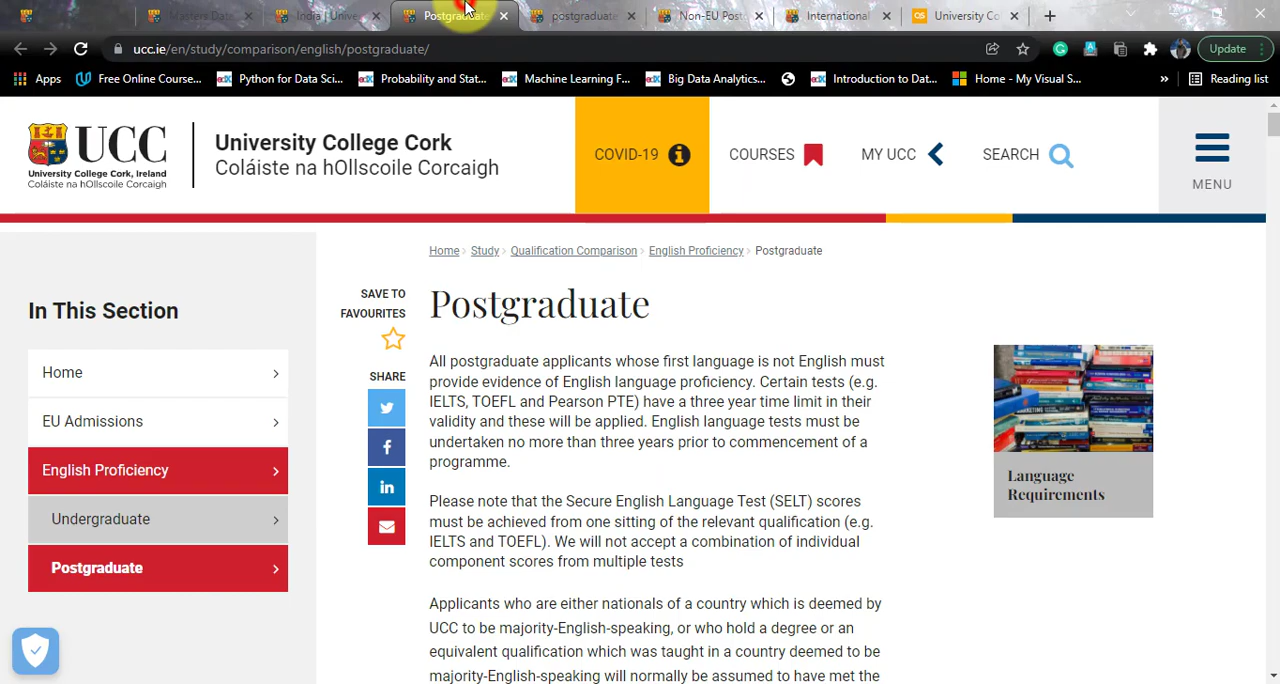 Masters Date
India | Unive
Postgradua
postgraduate
Non-EU Post
International
University Co
ucc.ie/en/study/comparison/english/postgraduate/
Update
Apps
Free Online Course...
Python for Data Sci...
Probability and Stat...
Machine Learning F...
Big Data Analytics...
Introduction to Dat...
Home - My Visual S...
»
Reading list
UCC
University College Cork, Ireland
Coláiste na hOllscoile Corcaigh
University College Cork
Coláiste na hOllscoile Corcaigh
COVID-19
COURSES
MY UCC
SEARCH
MENU
Home > Study > Qualification Comparison > English Proficiency > Postgraduate
In This Section
Home
EU Admissions
English Proficiency
Undergraduate
Postgraduate
SAVE TO
FAVOURITES
SHARE
Postgraduate
All postgraduate applicants whose first language is not English must
provide evidence of English language proficiency. Certain tests (e.g.
IELTS, TOEFL and Pearson PTE) have a three year time limit in their
validity and these will be applied. English language tests must be
undertaken no more than three years prior to commencement of a
programme.
Please note that the Secure English Language Test (SELT) scores
must be achieved from one sitting of the relevant qualification (e.g.
IELTS and TOEFL). We will not accept a combination of individual
component scores from multiple tests
Applicants who are either nationals of a country which is deemed by
UCC to be majority-English-speaking, or who hold a degree or an
equivalent qualification which was taught in a country deemed to be
majority-English-speaking will normally be assumed to have met the
Language
Requirements